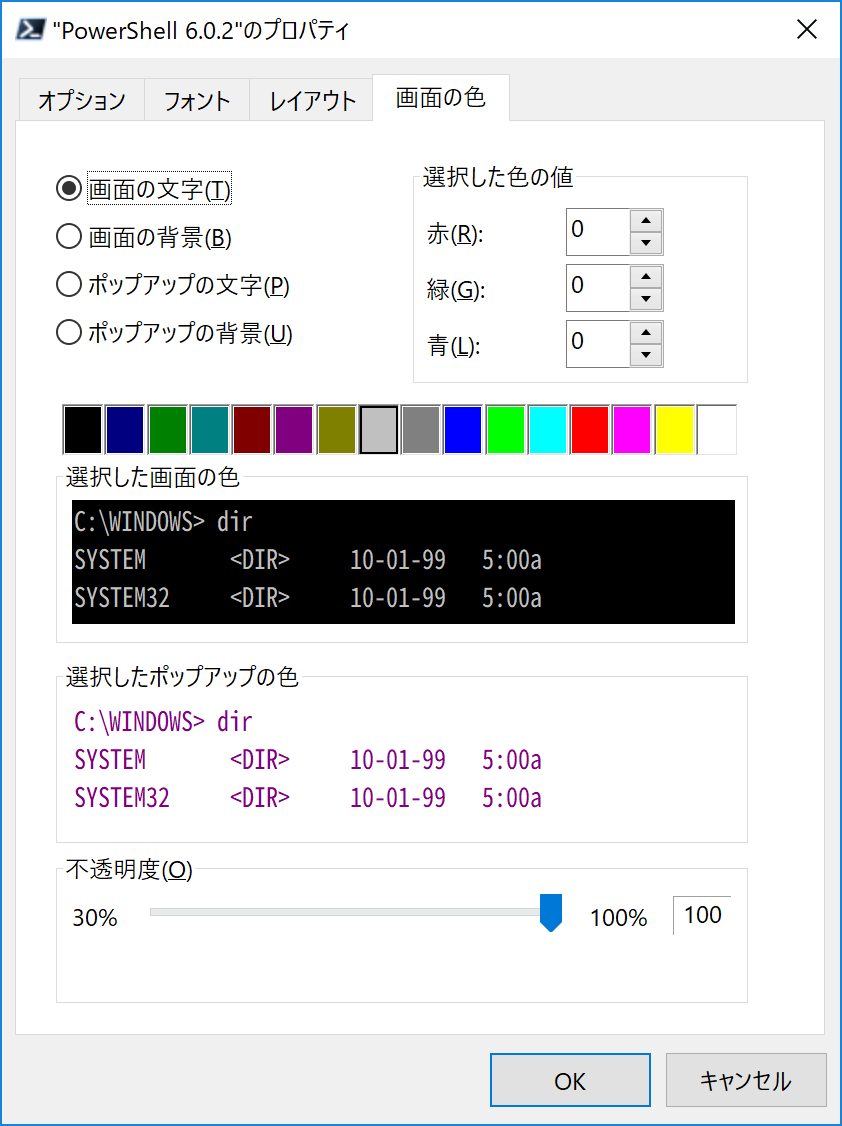 "PowerShell 6.0.2"のプロパティ
オプション フォント レイアウト 画面の色
画面の文字(T)
画面の背景(B)
ポップアップの文字(P)
ポップアップの背景(U)
選択した色の値
赤(R): 0
緑(G): 0
青(L): 0
選択した画面の色
C:\WINDOWS> dir
SYSTEM <DIR> 10-01-99 5:00a
SYSTEM32 <DIR> 10-01-99 5:00a
選択したポップアップの色
C:\WINDOWS> dir
SYSTEM <DIR> 10-01-99 5:00a
SYSTEM32 <DIR> 10-01-99 5:00a
不透明度(O)
30% 100% 100
OK キャンセル